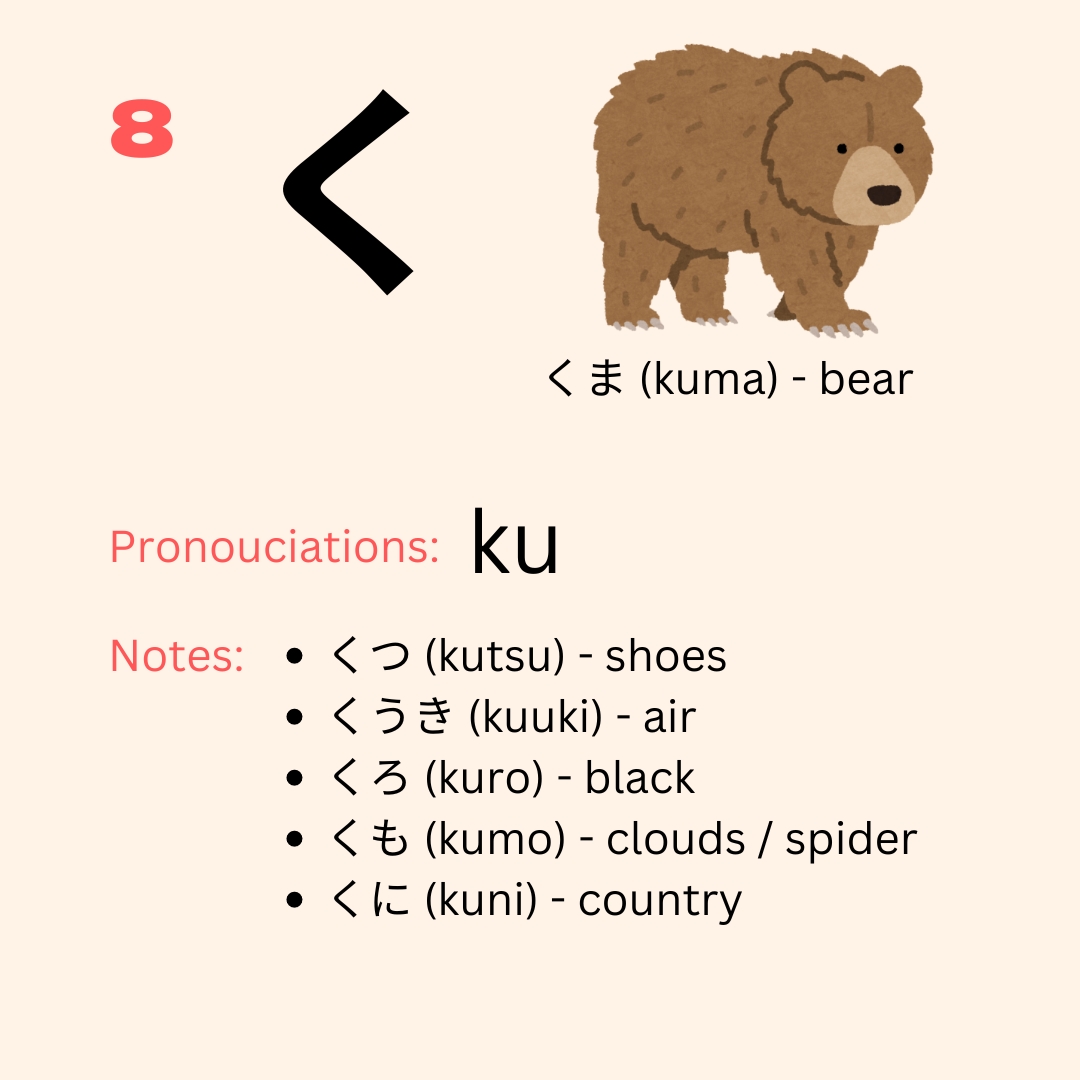 8
く
くま (kuma) - bear
Pronouciations: ku
Notes:
• くつ (kutsu) - shoes
• くうき (kuuki) - air
• くろ (kuro) - black
• くも (kumo) - clouds / spider
• くに (kuni) - country